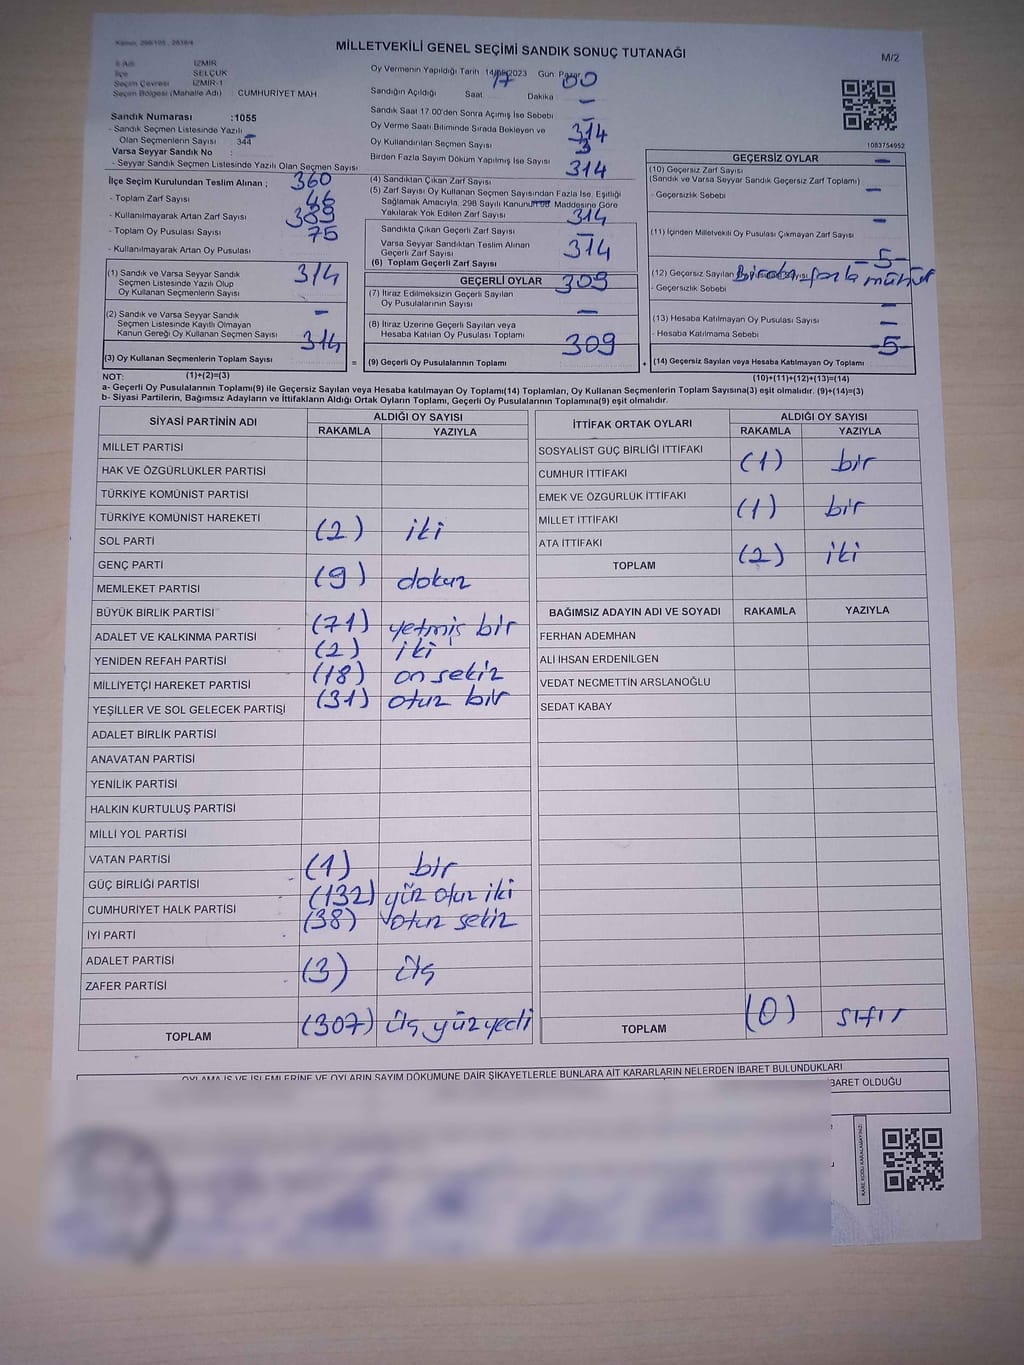 Kanun: 298/105 , 2839/4
MİLLETVEKİLİ GENEL SEÇİMİ SANDIK SONUÇ TUTANAĞI
M/2
İl Adı : İZMİR
İlçe SELÇUK
Seçim Çevresi İZMİR-1
Seçim Bölgesi (Mahalle Adı) : CUMHURİYET MAH.
Sandık Numarası :1055
- Sandık Seçmen Listesinde Yazılı
Olan Seçmenlerin Sayısı : 344
Varsa Seyyar Sandık No :
- Seyyar Sandık Seçmen Listesinde Yazılı Olan Seçmen Sayısı -
İlçe Seçim Kurulundan Teslim Alınan ;
- Toplam Zarf Sayısı 360
- Kullanılmayarak Artan Zarf Sayısı 46
- Toplam Oy Pusulası Sayısı 389
- Kullanılmayarak Artan Oy Pusulası 75
Oy Vermenin Yapıldığı Tarih 14/05/2023 Gün: Pazar
Sandığın Açıldığı Saat 17 Dakika 00
Sandık Saat 17.00'den Sonra Açımış İse Sebebi -
Oy Verme Saati Bitiminde Sırada Bekleyen ve
Oy Kullandırılan Seçmen Sayısı -
Birden Fazla Sayım Döküm Yapılmış İse Sayısı 3
(4) Sandıktan Çıkan Zarf Sayısı 314
(5) Zarf Sayısı Oy Kullanan Seçmen Sayısından Fazla İse, Eşitliği
Sağlamak Amacıyla, 298 Sayılı Kanunun 98. Maddesine Göre
Yakılarak Yok Edilen Zarf Sayısı -
Sandıkta Çıkan Geçerli Zarf Sayısı 314
Varsa Seyyar Sandıktan Teslim Alınan
Geçerli Zarf Sayısı -
(6) Toplam Geçerli Zarf Sayısı 314
1083754952
GEÇERSİZ OYLAR
(10) Geçersiz Zarf Sayısı -
(Sandık ve Varsa Seyyar Sandık Geçersiz Zarf Toplamı)
- Geçersizlik Sebebi -
(11) İçinden Milletvekili Oy Pusulası Çıkmayan Zarf Sayısı -
(12) Geçersiz Sayılan -5-
- Geçersizlik Sebebi fazla mühür
(13) Hesaba Katılmayan Oy Pusulası Sayısı -
- Hesaba Katılmama Sebebi -
(14) Geçersiz Sayılan veya Hesaba Katılmayan Oy Toplamı -5-
(10)+(11)+(12)+(13)=(14)
(1) Sandık ve Varsa Seyyar Sandık
Seçmen Listesinde Yazılı Olup
Oy Kullanan Seçmenlerin Sayısı 314
(2) Sandık ve Varsa Seyyar Sandık
Seçmen Listesinde Kayıtlı Olmayan
Kanun Gereği Oy Kullanan Seçmen Sayısı -
(3) Oy Kullanan Seçmenlerin Toplam Sayısı 314 =
GEÇERLİ OYLAR
(7) İtiraz Edilmeksizin Geçerli Sayılan
Oy Pusulalarının Sayısı 309
(8) İtiraz Üzerine Geçerli Sayılan veya
Hesaba Katılan Oy Pusulası Sayısı -
(9) Geçerli Oy Pusulalarının Toplamı 309 +
NOT: (1)+(2)=(3)
a- Geçerli Oy Pusulalarının Toplamı(9) ile Geçersiz Sayılan veya Hesaba katılmayan Oy Toplamı(14) Toplamları, Oy Kullanan Seçmenlerin Toplam Sayısına(3) eşit olmalıdır. (9)+(14)=(3)
b- Siyasi Partilerin, Bağımsız Adayların ve İttifakların Aldığı Ortak Oyların Toplamı, Geçerli Oy Pusulalarının Toplamına(9) eşit olmalıdır.
SİYASİ PARTİNİN ADI ALDIĞI OY SAYISI
RAKAMLA YAZIYLA
MİLLET PARTİSİ
HAK VE ÖZGÜRLÜKLER PARTİSİ
TÜRKİYE KOMÜNİST PARTİSİ
TÜRKİYE KOMÜNİST HAREKETİ
SOL PARTİ (2) iki
GENÇ PARTİ
MEMLEKET PARTİSİ (9) dokuz
BÜYÜK BİRLİK PARTİSİ
ADALET VE KALKINMA PARTİSİ (71) yetmiş bir
YENİDEN REFAH PARTİSİ (2) iki
MİLLİYETÇİ HAREKET PARTİSİ (18) on sekiz
YEŞİLLER VE SOL GELECEK PARTİSİ (31) otuz bir
ADALET BİRLİK PARTİSİ
ANAVATAN PARTİSİ
YENİLİK PARTİSİ
HALKIN KURTULUŞ PARTİSİ
MİLLİ YOL PARTİSİ
VATAN PARTİSİ (1) bir
GÜÇ BİRLİĞİ PARTİSİ
CUMHURİYET HALK PARTİSİ (132) yüz otuz iki
İYİ PARTİ (38) otuz sekiz
ADALET PARTİSİ
ZAFER PARTİSİ (3) üç
TOPLAM (307) üç yüz yedi
İTTİFAK ORTAK OYLARI ALDIĞI OY SAYISI
RAKAMLA YAZIYLA
SOSYALİST GÜÇ BİRLİĞİ İTTİFAKI
CUMHUR İTTİFAKI (1) bir
EMEK VE ÖZGÜRLÜK İTTİFAKI
MİLLET İTTİFAKI (1) bir
ATA İTTİFAKI
TOPLAM (2) iki
BAĞIMSIZ ADAYIN ADI VE SOYADI RAKAMLA YAZIYLA
FERHAN ADEMHAN
ALİ İHSAN ERDENİLGEN
VEDAT NECMETTİN ARSLANOĞLU
SEDAT KABAY
TOPLAM (0) sıfır
OYLAMA İŞ VE İŞLEMLERİNE VE OYLARIN SAYIM DÖKÜMÜNE DAİR ŞİKAYETLERLE BUNLARA AİT KARARLARIN NELERDEN İBARET BULUNDUKLARI
İBARET OLDUĞU
KARE KODU KARALAMAYINIZ!